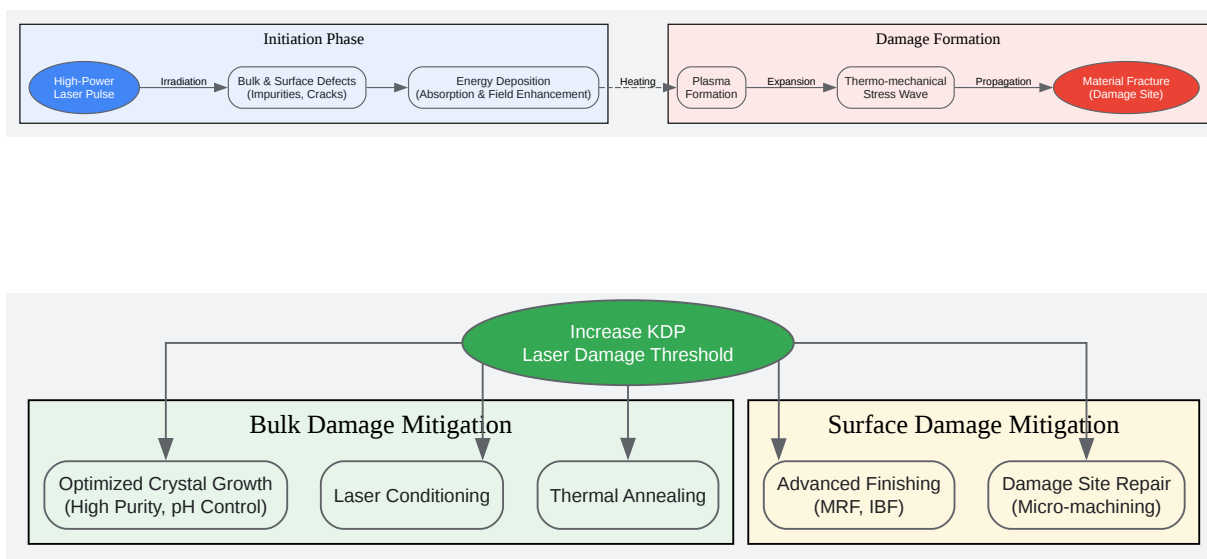 Initiation Phase
Damage Formation
High-Power
Laser Pulse
Irradiation
Bulk & Surface Defects
(Impurities, Cracks)
Energy Deposition
(Absorption & Field Enhancement)
Heating
Plasma
Formation
Expansion
Thermo-mechanical
Stress Wave
Propagation
Material Fracture
(Damage Site)
Increase KDP
Laser Damage Threshold
Bulk Damage Mitigation
Surface Damage Mitigation
Optimized Crystal Growth
(High Purity, pH Control)
Laser Conditioning
Thermal Annealing
Advanced Finishing
(MRF, IBF)
Damage Site Repair
(Micro-machining)